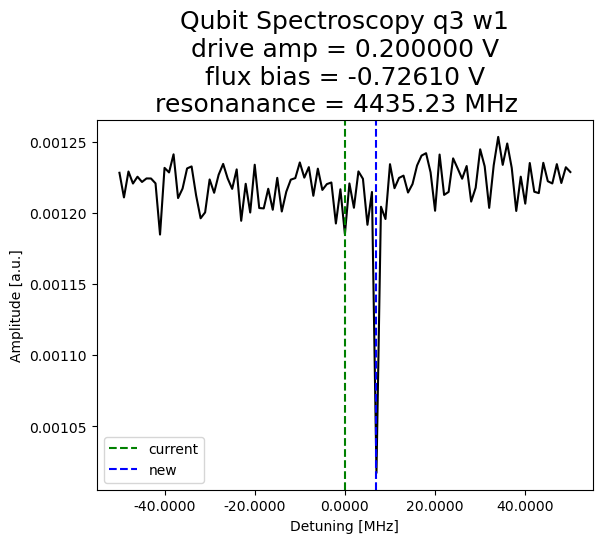 Qubit Spectroscopy q3 w1
drive amp = 0.200000 V
flux bias = -0.72610 V
resonanance = 4435.23 MHz
0.00125
0.00120
0.00115
0.00110
0.00105
Amplitude [a.u.]
current
new
-40.0000 -20.0000 0.0000 20.0000 40.0000
Detuning [MHz]